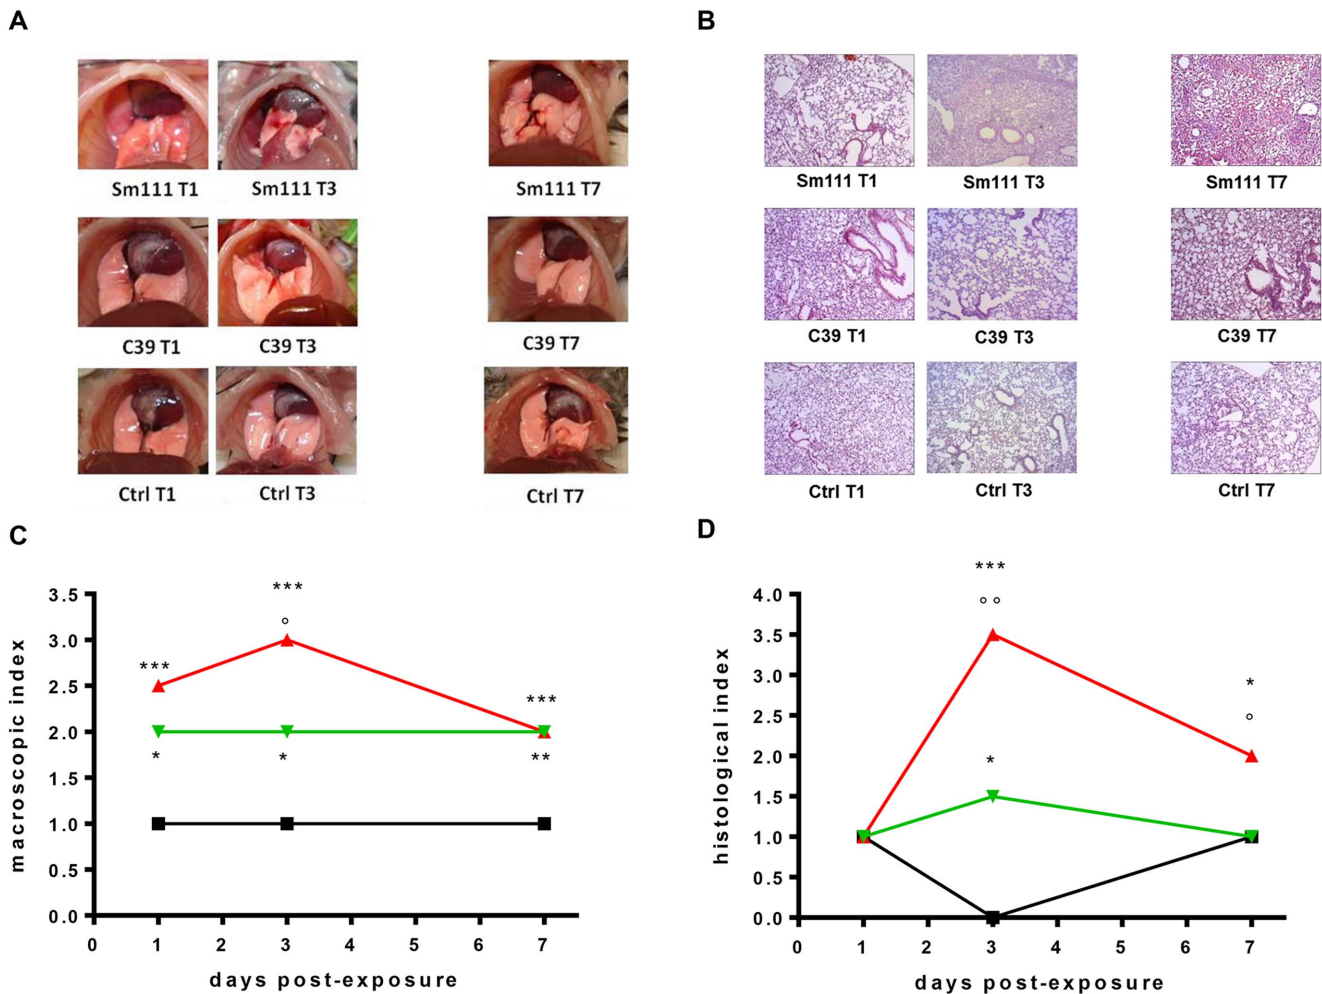 A
Sm111 T1
Sm111 T3
Sm111 T7
C39 T1
C39 T3
C39 T7
Ctrl T1
Ctrl T3
Ctrl T7
B
Sm111 T1
Sm111 T3
Sm111 T7
C39 T1
C39 T3
C39 T7
Ctrl T1
Ctrl T3
Ctrl T7
C
macroscopic index
3.5
3.0
2.5
2.0
1.5
1.0
0.5
0.0
***
***
°
***
*
*
**
0 1 2 3 4 5 6 7
days post-exposure
D
histological index
4.0
3.5
3.0
2.5
2.0
1.5
1.0
0.5
0.0
***
° °
*
°
*
0 1 2 3 4 5 6 7
days post-exposure